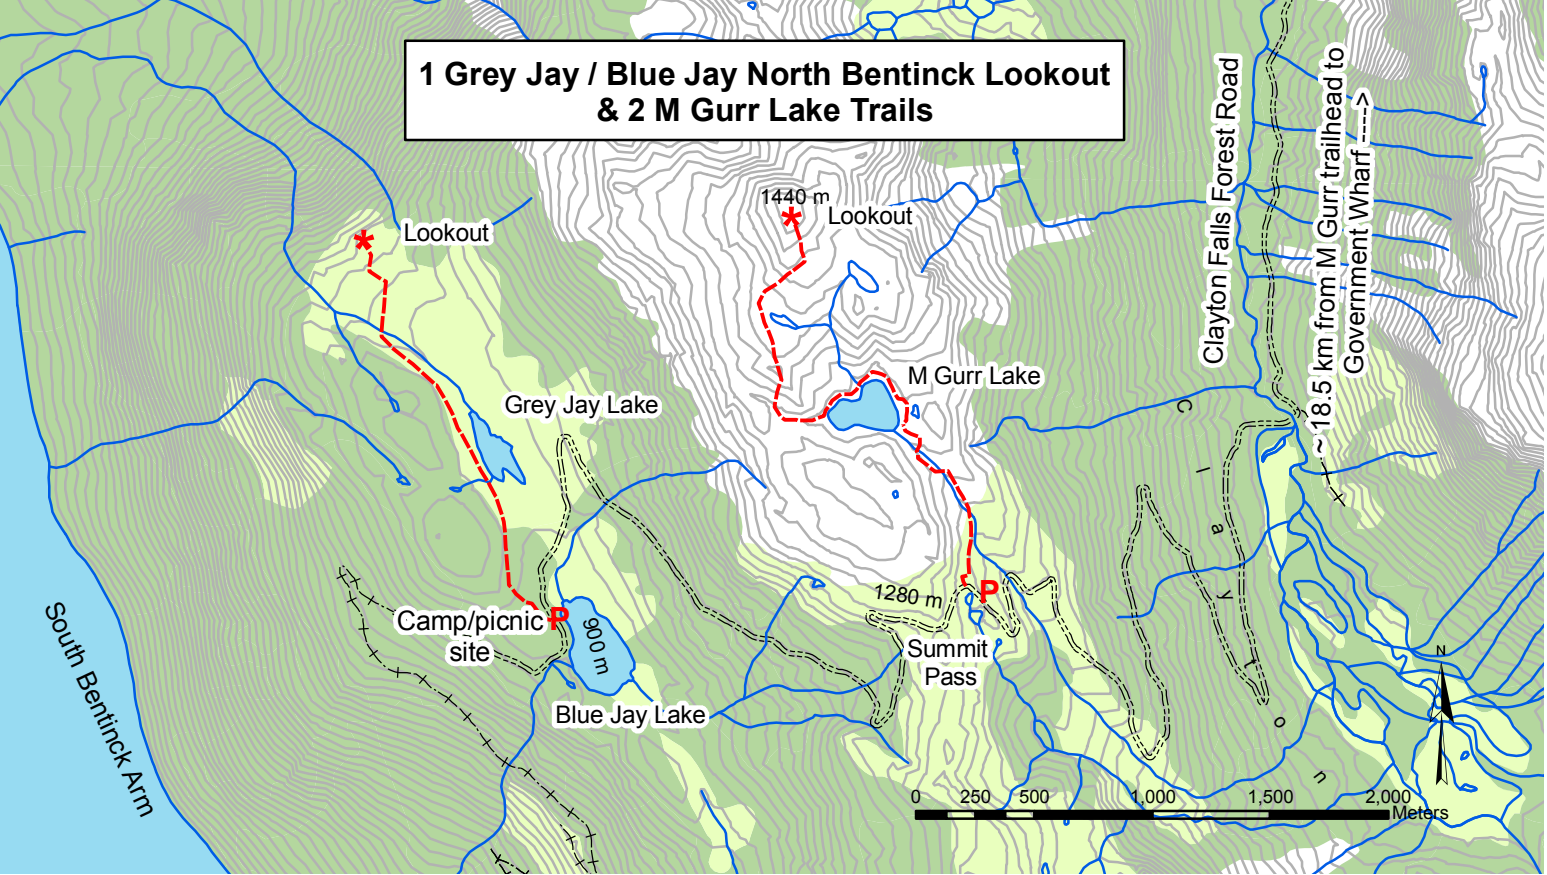 1 Grey Jay / Blue Jay North Bentinck Lookout
& 2 M Gurr Lake Trails
Clayton Falls Forest Road
~ 18.5 km from M Gurr trailhead to
Government Wharf ---->
1440 m
Lookout
Lookout
M Gurr Lake
Grey Jay Lake
Clayton
1280 m
P
P
Camp/picnic
site
900 m
Summit
Pass
Blue Jay Lake
South Bentinck Arm
N
0 250 500 1,000 1,500 2,000
Meters